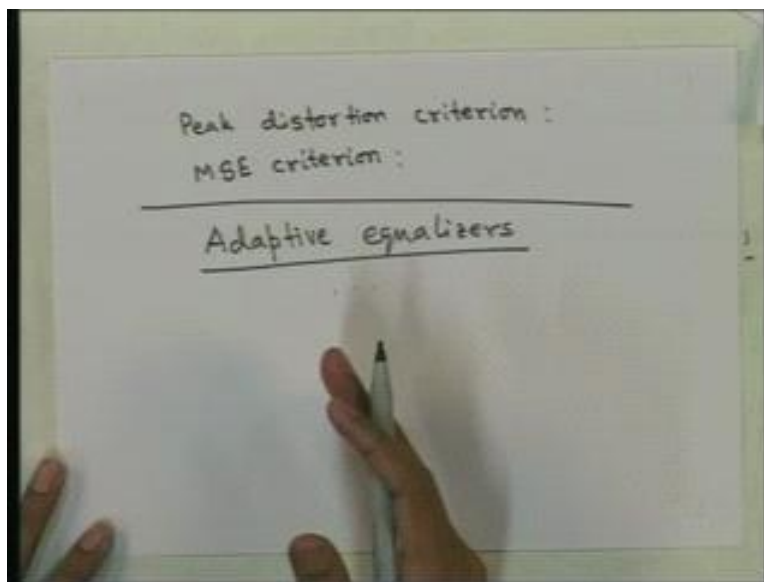 Peak distortion criterion :
MSE criterion :
Adaptive equalizers